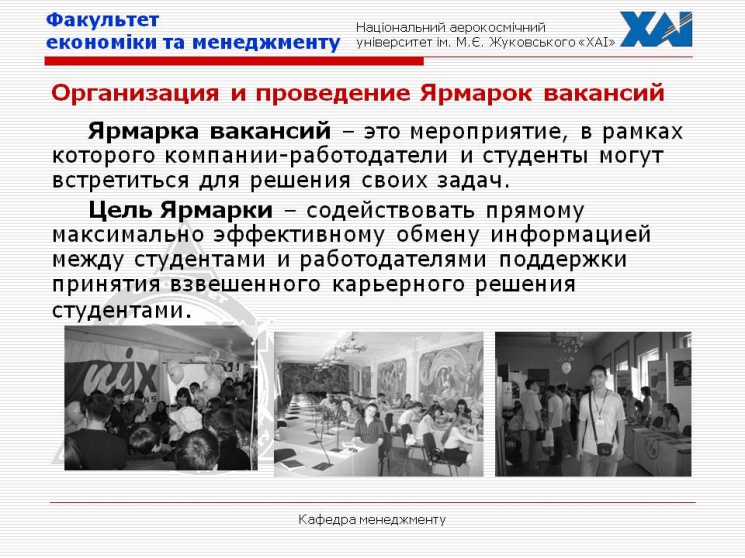 Факультет
економіки та менеджменту
Національний аерокосмічний
університет ім. М.Є. Жуковського «ХАІ»
ХАІ
Организация и проведение Ярмарок вакансий
Ярмарка вакансий – это мероприятие, в рамках
которого компании-работодатели и студенты могут
встретиться для решения своих задач.
Цель Ярмарки – содействовать прямому
максимально эффективному обмену информацией
между студентами и работодателями поддержки
принятия взвешенного карьерного решения
студентами.
nix
Кафедра менеджменту